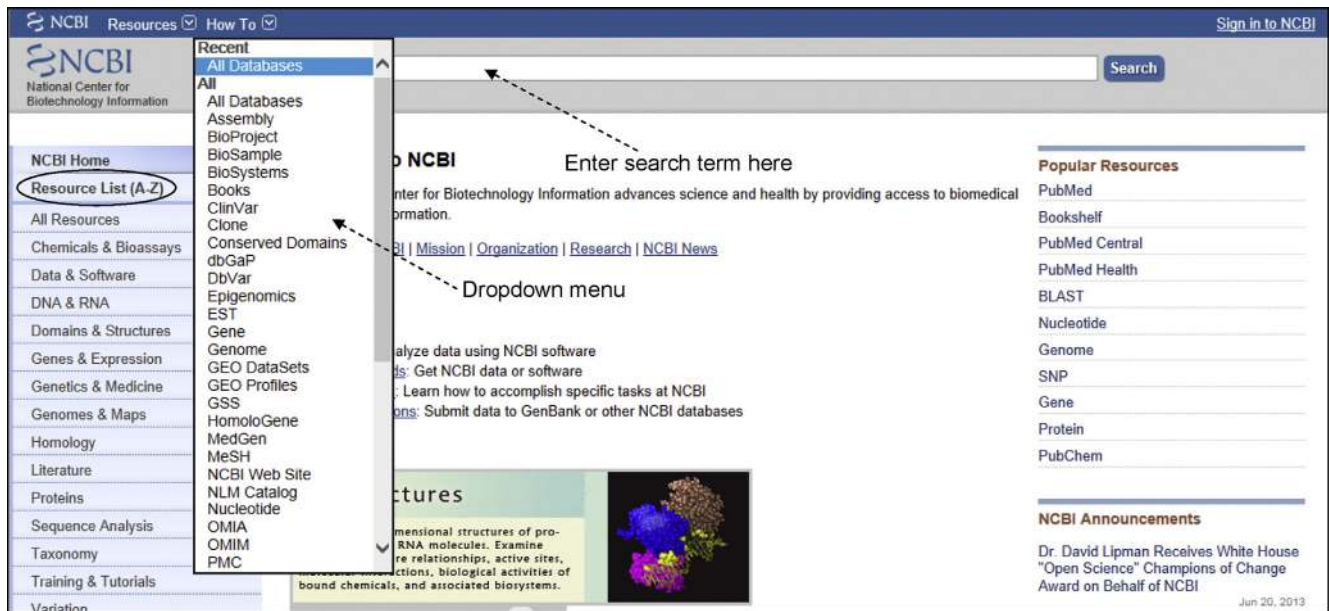 NCBI Resources How To Sign in to NCBI
NCBI
National Center for
Biotechnology Information
Search
Recent
All Databases
All
All Databases
Assembly
BioProject
BioSample
BioSystems
Books
ClinVar
Clone
Conserved Domains
dbGaP
DbVar
Epigenomics
EST
Gene
Genome
GEO DataSets
GEO Profiles
GSS
HomoloGene
MedGen
MeSH
NCBI Web Site
NLM Catalog
Nucleotide
OMIA
OMIM
PMC
Enter search term here
Dropdown menu
NCBI Home
Resource List (A-Z)
All Resources
Chemicals & Bioassays
Data & Software
DNA & RNA
Domains & Structures
Genes & Expression
Genetics & Medicine
Genomes & Maps
Homology
Literature
Proteins
Sequence Analysis
Taxonomy
Training & Tutorials
Variation
o NCBI
nter for Biotechnology Information advances science and health by providing access to biomedical
ormation.
BI | Mission | Organization | Research | NCBI News
alyze data using NCBI software
ds: Get NCBI data or software
: Learn how to accomplish specific tasks at NCBI
ons: Submit data to GenBank or other NCBI databases
ctures
mensional structures of pro-
RNA molecules. Examine
re relationships, active sites,
molecular interactions, biological activities of
bound chemicals, and associated biosystems.
Popular Resources
PubMed
Bookshelf
PubMed Central
PubMed Health
BLAST
Nucleotide
Genome
SNP
Gene
Protein
PubChem
NCBI Announcements
Dr. David Lipman Receives White House
"Open Science" Champions of Change
Award on Behalf of NCBI
Jun 20, 2013